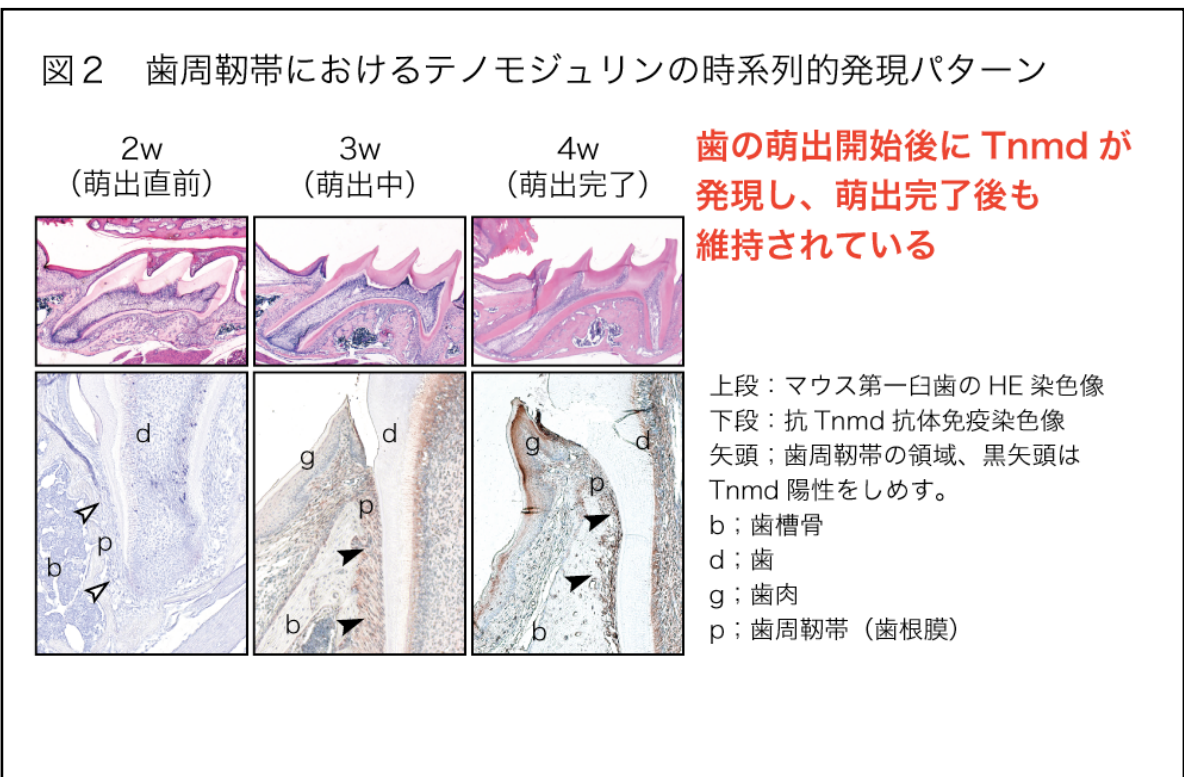 図２　歯周靭帯におけるテノモジュリンの時系列的発現パターン
2w
（萌出直前）
3w
（萌出中）
4w
（萌出完了）
歯の萌出開始後に Tnmd が
発現し、萌出完了後も
維持されている
d
p
b
g
d
p
b
g
d
p
b
上段：マウス第一臼歯の HE 染色像
下段：抗 Tnmd 抗体免疫染色像
矢頭；歯周靭帯の領域、黒矢頭は
Tnmd 陽性をしめす。
b；歯槽骨
d；歯
g；歯肉
p；歯周靭帯（歯根膜）